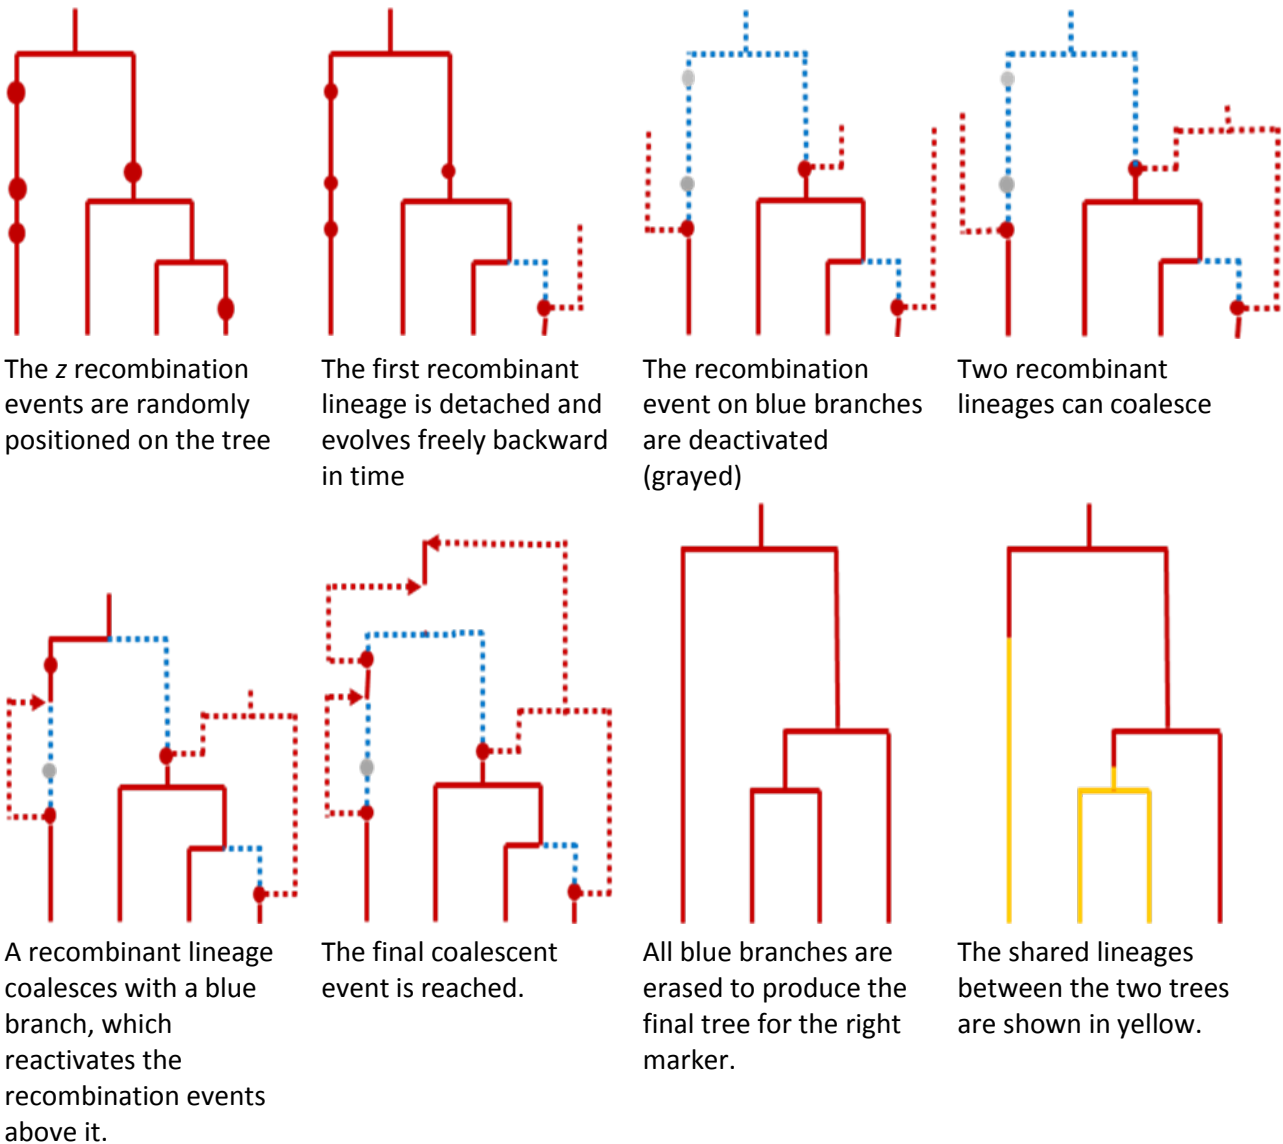 The z recombination
events are randomly
positioned on the tree
The first recombinant
lineage is detached and
evolves freely backward
in time
The recombination
event on blue branches
are deactivated
(grayed)
Two recombinant
lineages can coalesce
A recombinant lineage
coalesces with a blue
branch, which
reactivates the
recombination events
above it.
The final coalescent
event is reached.
All blue branches are
erased to produce the
final tree for the right
marker.
The shared lineages
between the two trees
are shown in yellow.